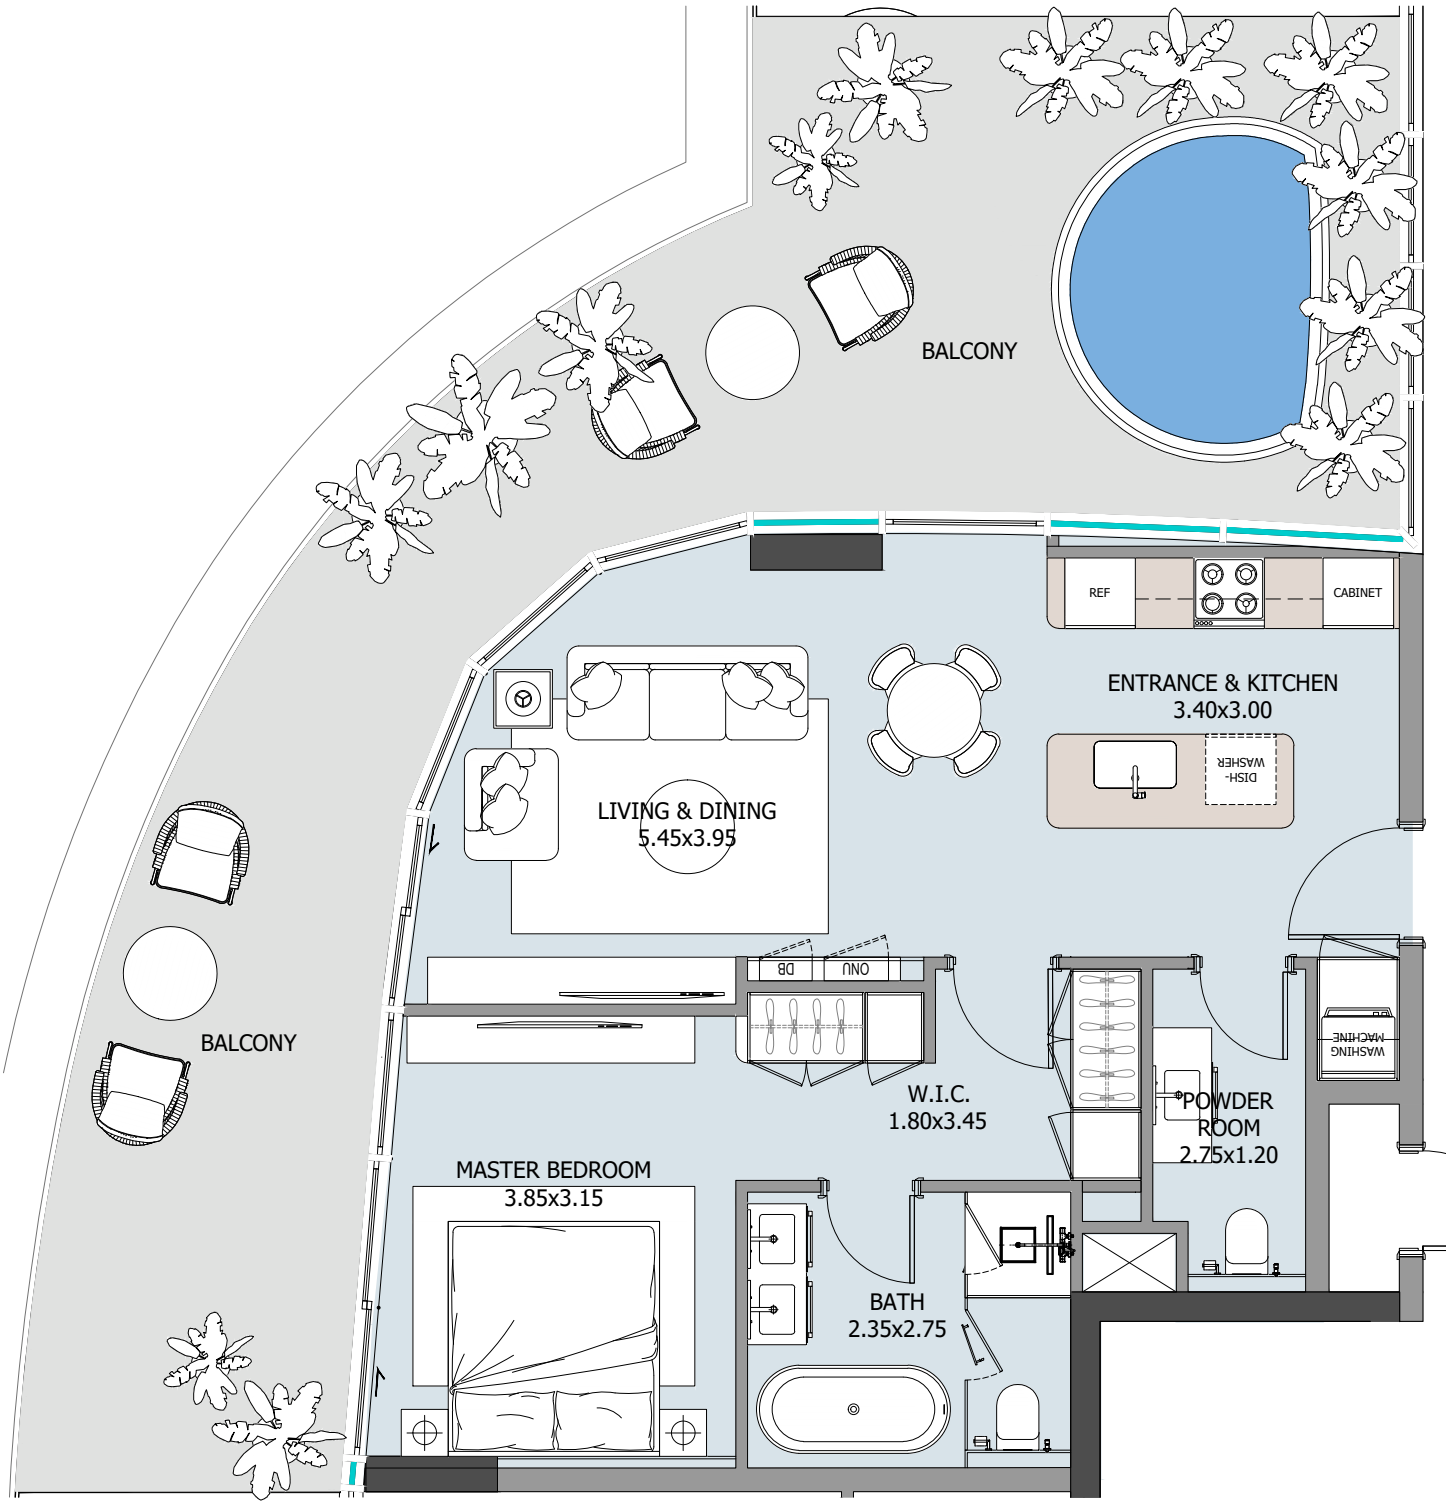 BALCONY
REF
CABINET
ENTRANCE & KITCHEN
3.40x3.00
DISH-
WASHER
LIVING & DINING
5.45x3.95
DB
ONU
BALCONY
WASHING
MACHINE
W.I.C.
1.80x3.45
POWDER
ROOM
2.75x1.20
MASTER BEDROOM
3.85x3.15
BATH
2.35x2.75